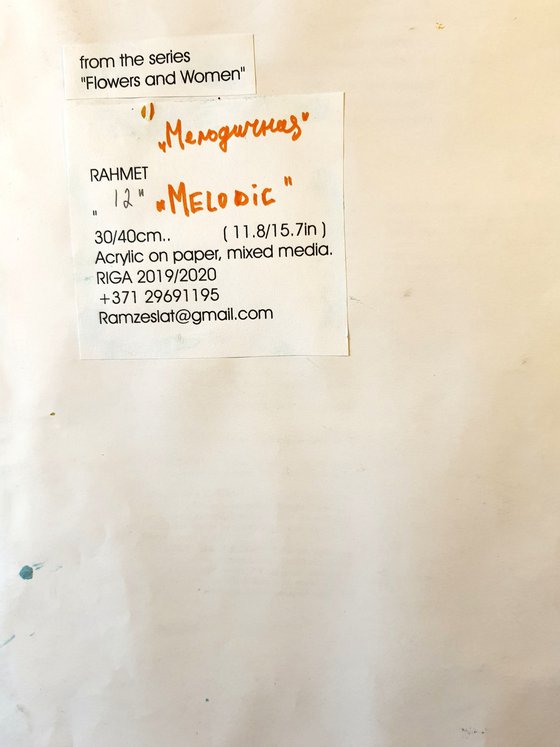 from the series
"Flowers and Women"
„Мелодичная"
RAHMET
„ 12 " „MELODiC"
30/40cm.. ( 11.8/15.7in )
Acrylic on paper, mixed media.
RIGA 2019/2020
+371 29691195
Ramzeslat@gmail.com